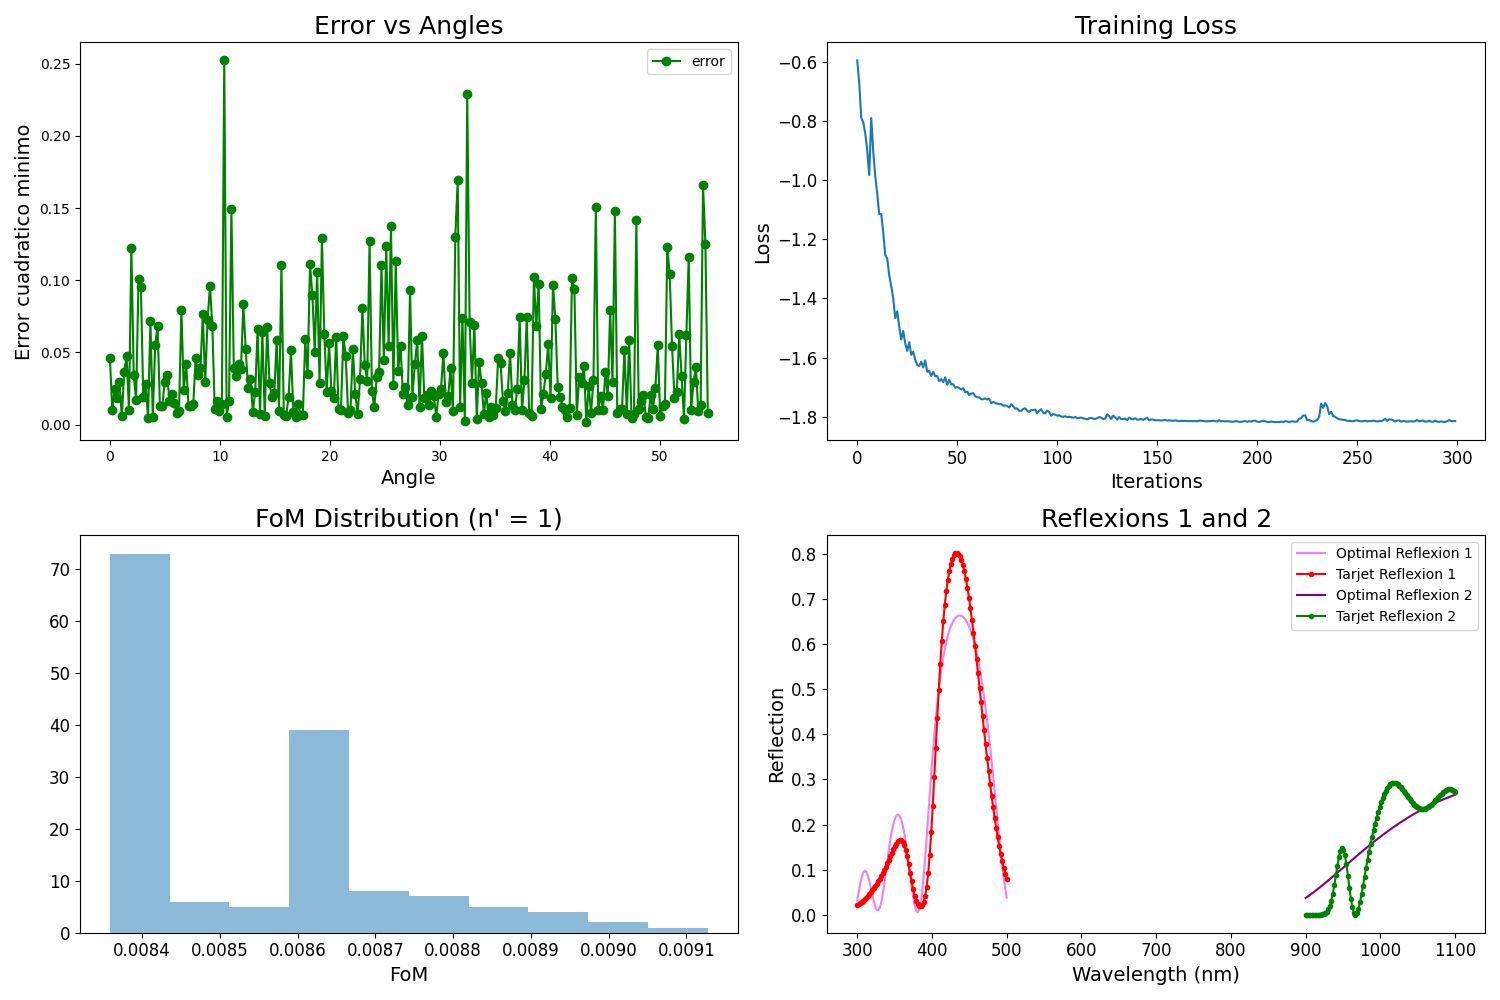 Error vs Angles
error
Error cuadratico minimo
0.25
0.20
0.15
0.10
0.05
0.00
0 10 20 30 40 50
Angle
Training Loss
Loss
−0.6
−0.8
−1.0
−1.2
−1.4
−1.6
−1.8
0 50 100 150 200 250 300
Iterations
FoM Distribution (n' = 1)
70
60
50
40
30
20
10
0
0.0084 0.0085 0.0086 0.0087 0.0088 0.0089 0.0090 0.0091
FoM
Reflexions 1 and 2
Optimal Reflexion 1
Tarjet Reflexion 1
Optimal Reflexion 2
Tarjet Reflexion 2
Reflection
0.8
0.7
0.6
0.5
0.4
0.3
0.2
0.1
0.0
300 400 500 600 700 800 900 1000 1100
Wavelength (nm)